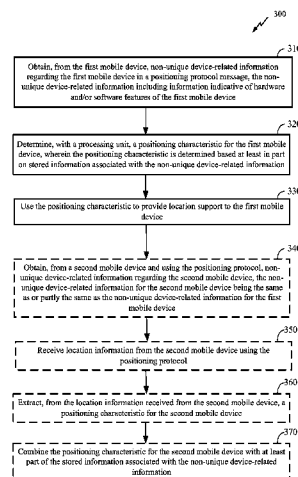 300
310
Obtain, from the first mobile device, non-unique device-related information
regarding the first mobile device in a positioning protocol message, the non-
unique device-related information including information indicative of hardware
and/or software features of the first mobile device
320
Determine, with a processing unit, a positioning characteristic for the first mobile
device, wherein the positioning characteristic is determined based at least in part
on stored information associated with the non-unique device-related information
330
Use the positioning characteristic to provide location support to the first mobile
device
340
Obtain, from a second mobile device and using the positioning protocol, non-
unique device-related information regarding the second mobile device, the non-
unique device-related information for the second mobile device being the same
as or partly the same as the non-unique device-related information for the first
mobile device
350
Receive location information from the second mobile device using the
positioning protocol
360
Extract, from the location information received from the second mobile device, a
positioning characteristic for the second mobile device
370
Combine the positioning characteristic for the second mobile device with at least
part of the stored information associated with the non-unique device-related
information